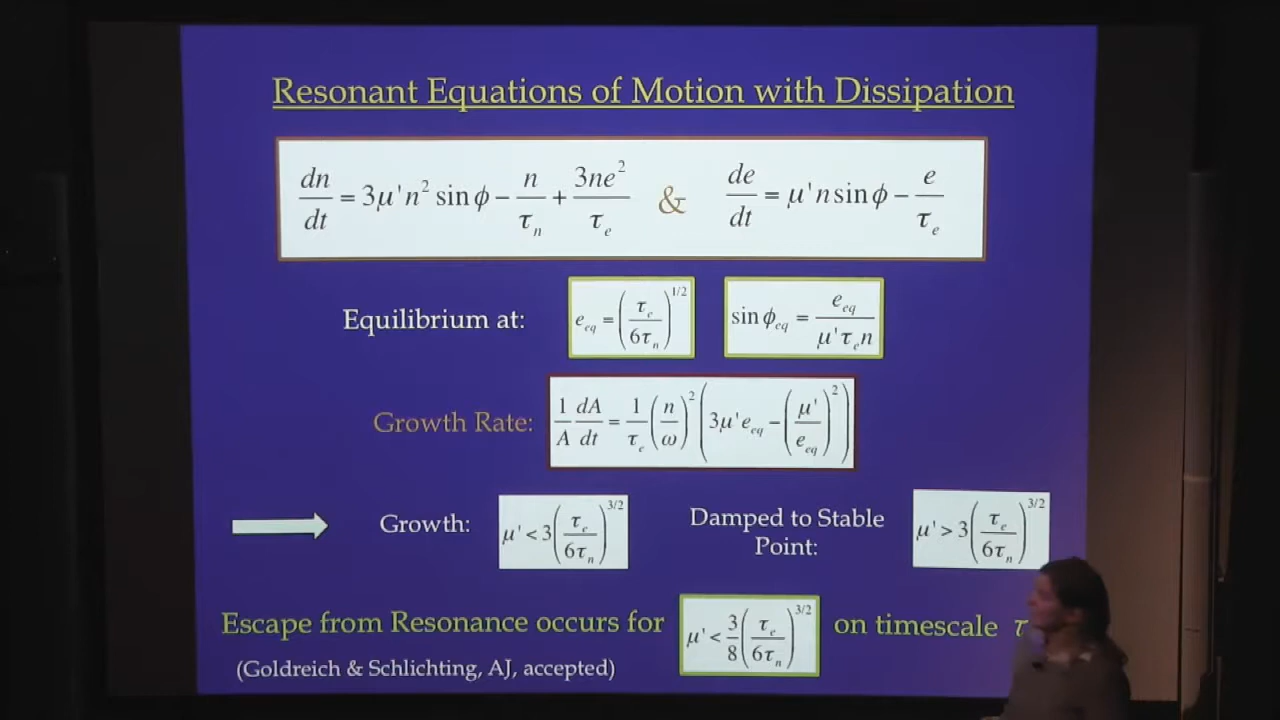 Resonant Equations of Motion with Dissipation
dn/dt = 3μ'n² sin ϕ − n/τₙ + 3ne²/τₑ & de/dt = μ'n sin ϕ − e/τₑ
Equilibrium at: e_eq = (τₑ/6τₙ)^1/2 sin ϕ_eq = e_eq/μ'τₑn
Growth Rate: 1/A dA/dt = 1/τₑ (n/ω)² (3μ'e_eq − (μ'/e_eq)²)
Growth: μ' < 3(τₑ/6τₙ)^3/2 Damped to Stable Point: μ' > 3(τₑ/6τₙ)^3/2
Escape from Resonance occurs for μ' < 3/8(τₑ/6τₙ)^3/2 on timescale τ
(Goldreich & Schlichting, AJ, accepted)